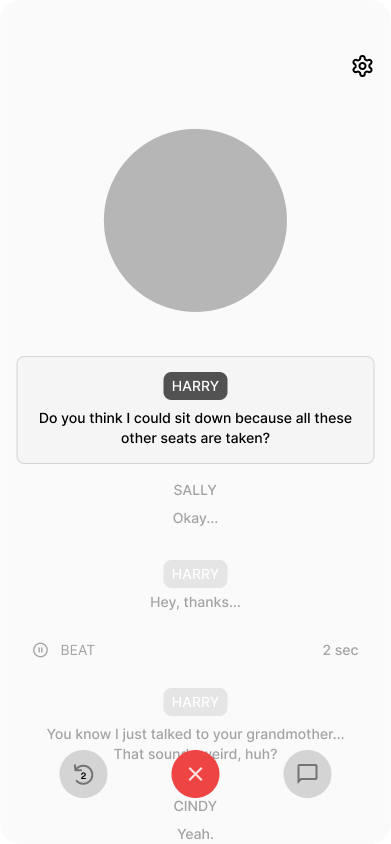 HARRY
Do you think I could sit down because all these
other seats are taken?
SALLY
Okay...
HARRY
Hey, thanks...
BEAT 2 sec
HARRY
You know I just talked to your grandmother...
That sounds weird, huh?
2
CINDY
Yeah.